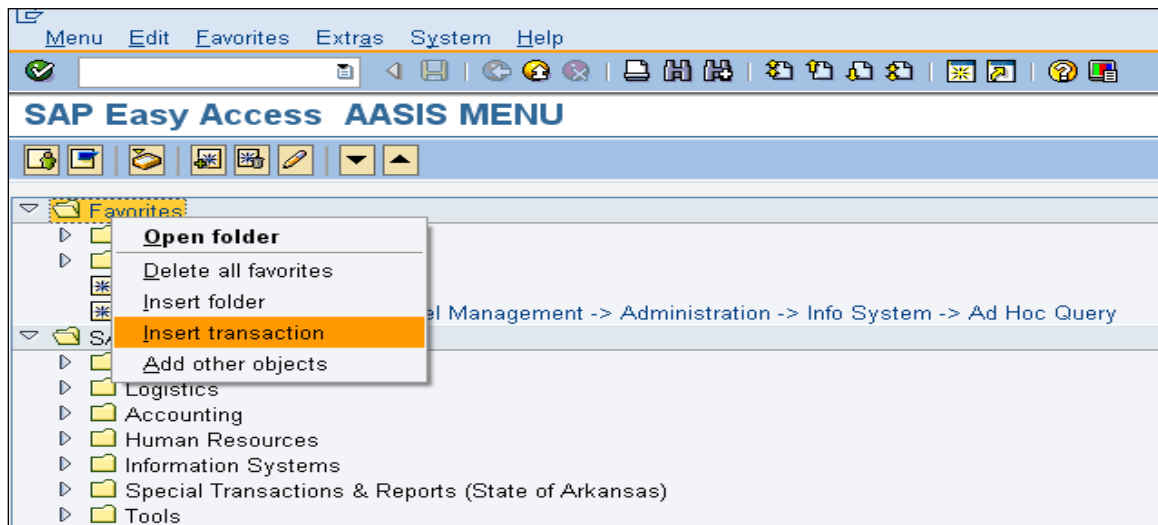 Menu Edit Favorites Extras System Help
SAP Easy Access AASIS MENU
Favorites
Open folder
Delete all favorites
Insert folder
el Management -> Administration -> Info System -> Ad Hoc Query
Insert transaction
SA
Add other objects
Logistics
Accounting
Human Resources
Information Systems
Special Transactions & Reports (State of Arkansas)
Tools